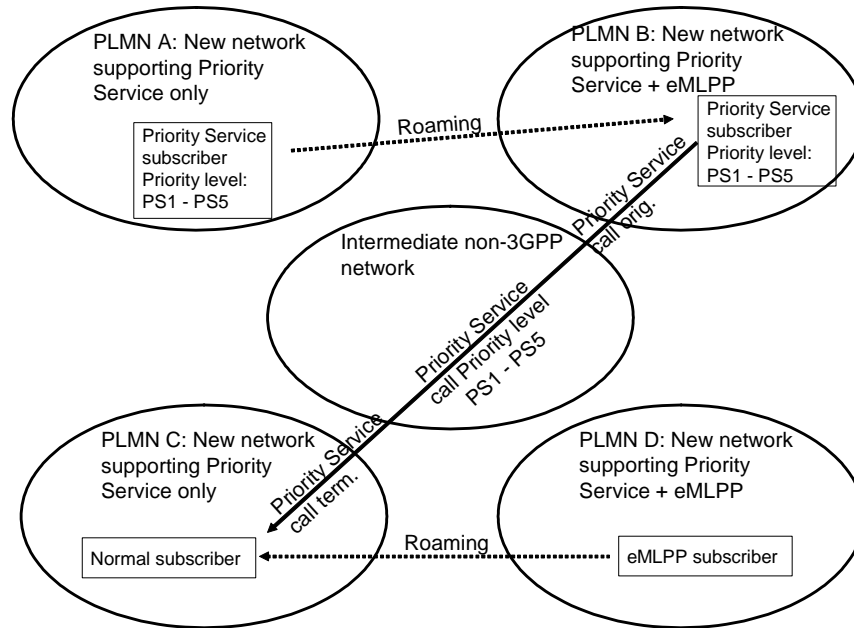 PLMN A: New network
supporting Priority
Service only
Priority Service
subscriber
Priority level:
PS1 - PS5
Roaming
PLMN B: New network
supporting Priority
Service + eMLPP
Priority Service
subscriber
Priority level:
PS1 - PS5
Priority Service
call orig.
Intermediate non-3GPP
network
Priority Service
call Priority level
PS1 - PS5
Priority Service
call term.
PLMN C: New network
supporting Priority
Service only
Normal subscriber
Roaming
PLMN D: New network
supporting Priority
Service + eMLPP
eMLPP subscriber